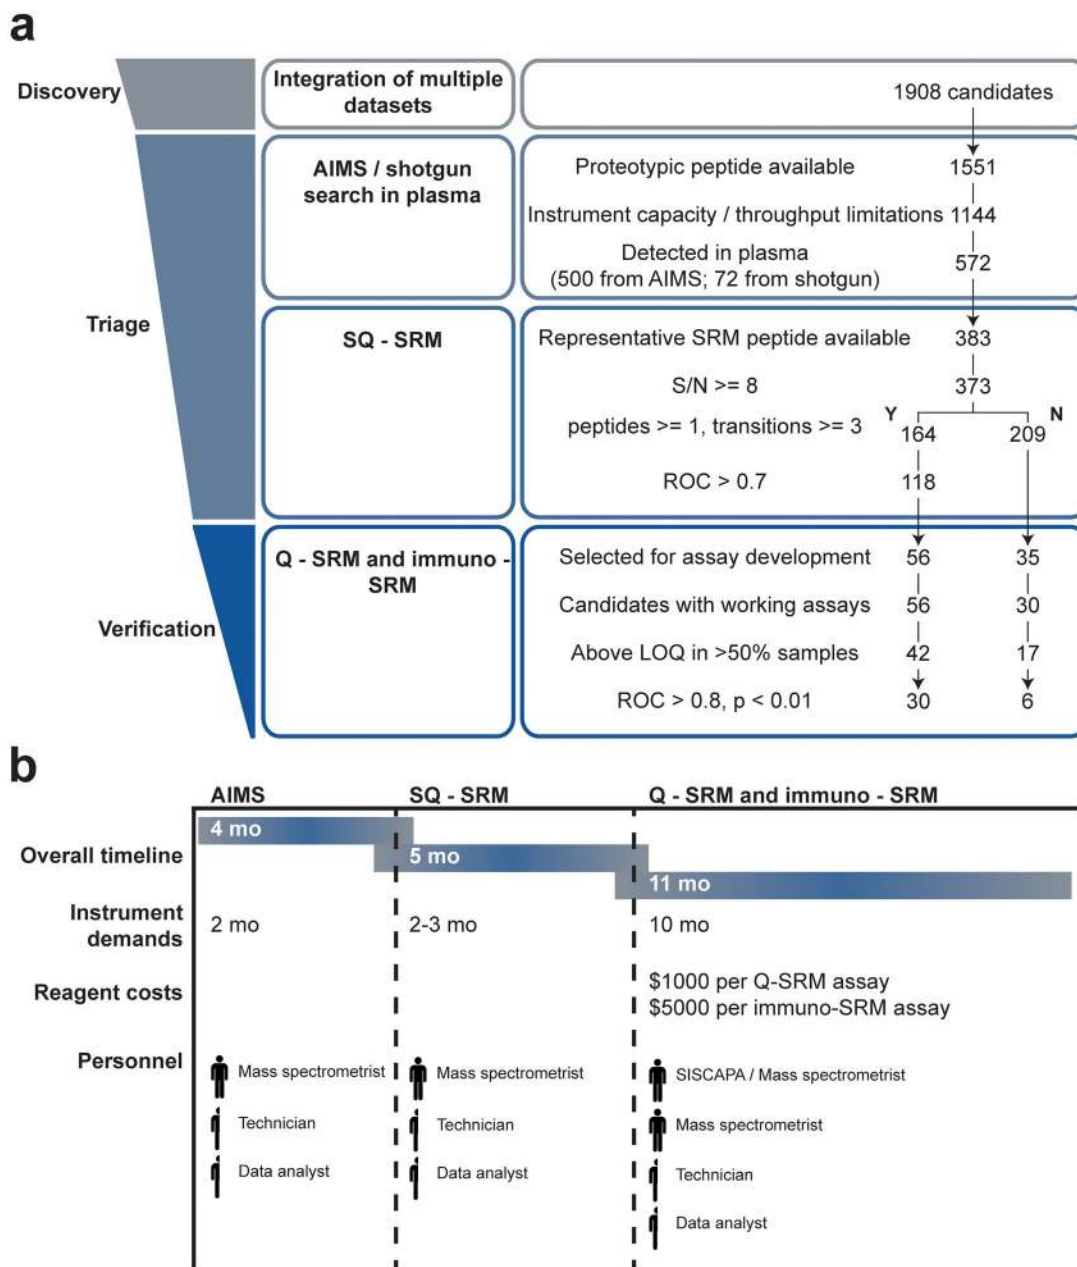 a
Discovery
Integration of multiple
datasets
1908 candidates
Triage
AIMS / shotgun
search in plasma
Proteotypic peptide available 1551
Instrument capacity / throughput limitations 1144
Detected in plasma
(500 from AIMS; 72 from shotgun)
572
SQ - SRM
Representative SRM peptide available 383
S/N >= 8 373
Y N
peptides >= 1, transitions >= 3 164 209
ROC > 0.7 118
Verification
Q - SRM and immuno -
SRM
Selected for assay development 56 35
Candidates with working assays 56 30
Above LOQ in >50% samples 42 17
ROC > 0.8, p < 0.01 30 6
b
AIMS SQ - SRM Q - SRM and immuno - SRM
Overall timeline
4 mo
5 mo
11 mo
Instrument
demands
2 mo 2-3 mo 10 mo
Reagent costs
$1000 per Q-SRM assay
$5000 per immuno-SRM assay
Personnel
Mass spectrometrist
Technician
Data analyst
Mass spectrometrist
Technician
Data analyst
SISCAPA / Mass spectrometrist
Mass spectrometrist
Technician
Data analyst